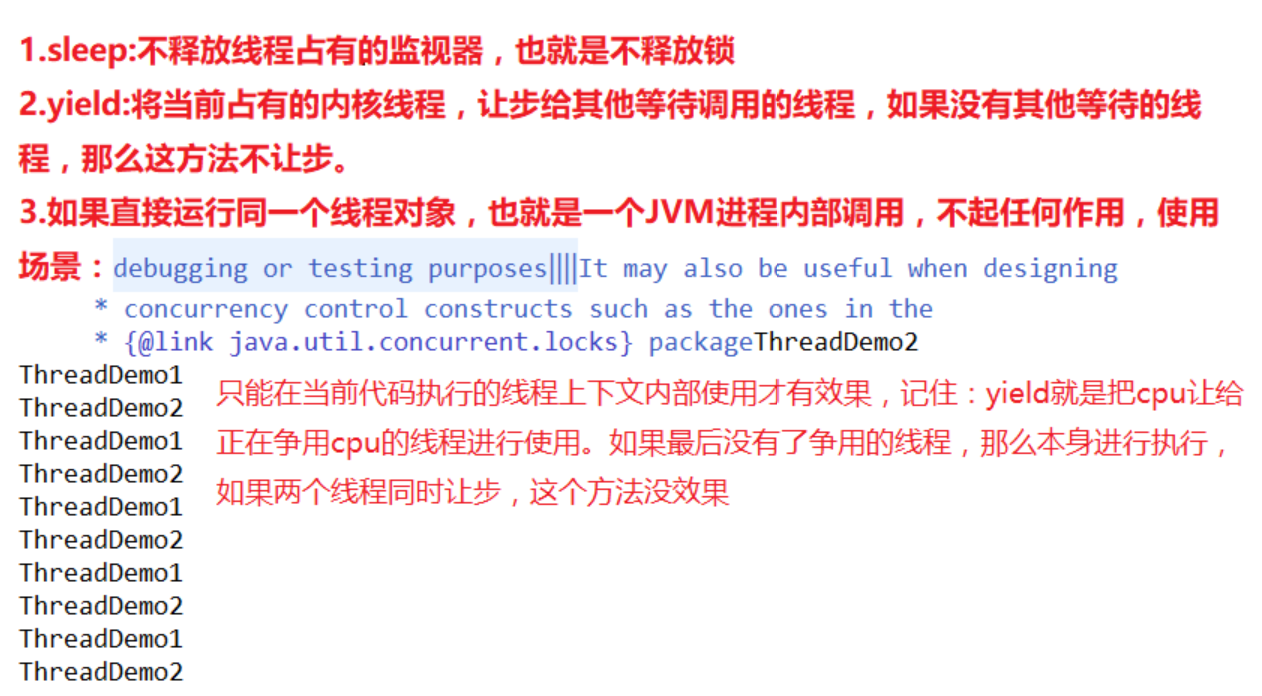 1.sleep:不释放线程占有的监视器，也就是不释放锁
2.yield:将当前占有的内核线程，让步给其他等待调用的线程，如果没有其他等待的线
程，那么这方法不让步。
3.如果直接运行同一个线程对象，也就是一个JVM进程内部调用，不起任何作用，使用
场景：debugging or testing purposes||||It may also be useful when designing
* concurrency control constructs such as the ones in the
* {@link java.util.concurrent.locks} packageThreadDemo2
ThreadDemo1
ThreadDemo2
ThreadDemo1
ThreadDemo2
ThreadDemo1
ThreadDemo2
ThreadDemo1
ThreadDemo2
ThreadDemo1
ThreadDemo2
只能在当前代码执行的线程上下文内部使用才有效果，记住：yield就是把cpu让给
正在争用cpu的线程进行使用。如果最后没有了争用的线程，那么本身进行执行，
如果两个线程同时让步，这个方法没效果